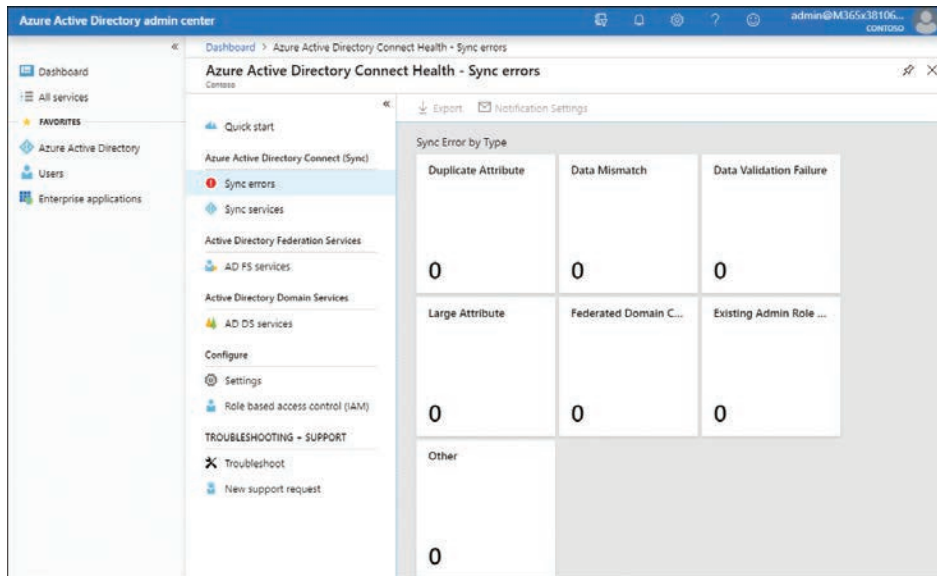 Azure Active Directory admin center
admin@M365x38106...
CONTOSO
Dashboard > Azure Active Directory Connect Health - Sync errors
Azure Active Directory Connect Health - Sync errors
Contoso
Dashboard
All services
FAVORITES
Azure Active Directory
Users
Enterprise applications
Quick start
Azure Active Directory Connect (Sync)
Sync errors
Sync services
Active Directory Federation Services
AD FS services
Active Directory Domain Services
AD DS services
Configure
Settings
Role based access control (IAM)
TROUBLESHOOTING + SUPPORT
Troubleshoot
New support request
Export Notification Settings
Sync Error by Type
Duplicate Attribute
0
Data Mismatch
0
Data Validation Failure
0
Large Attribute
0
Federated Domain C...
0
Existing Admin Role ...
0
Other
0